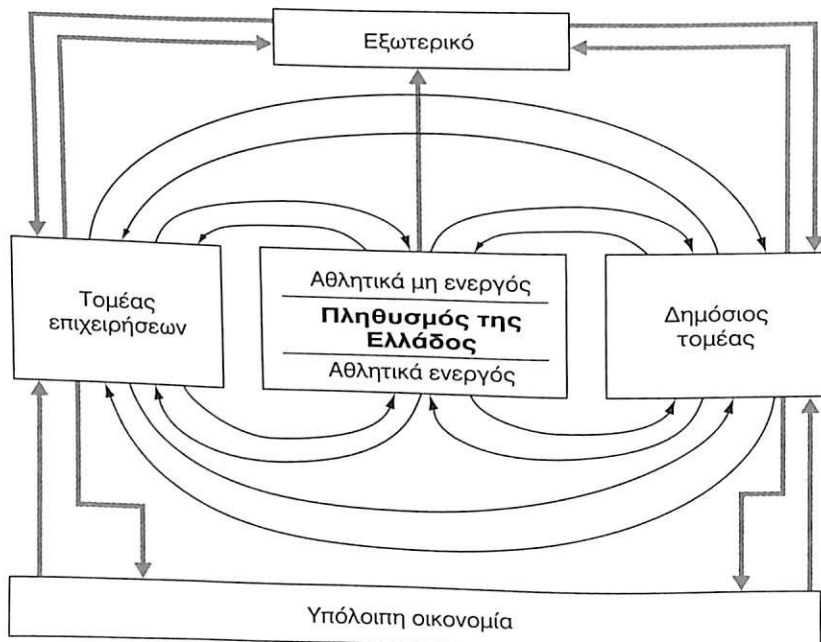 Εξωτερικό
Τομέας
επιχειρήσεων
Αθλητικά μη ενεργός
Πληθυσμός της
Ελλάδος
Αθλητικά ενεργός
Δημόσιος
τομέας
Υπόλοιπη οικονομία